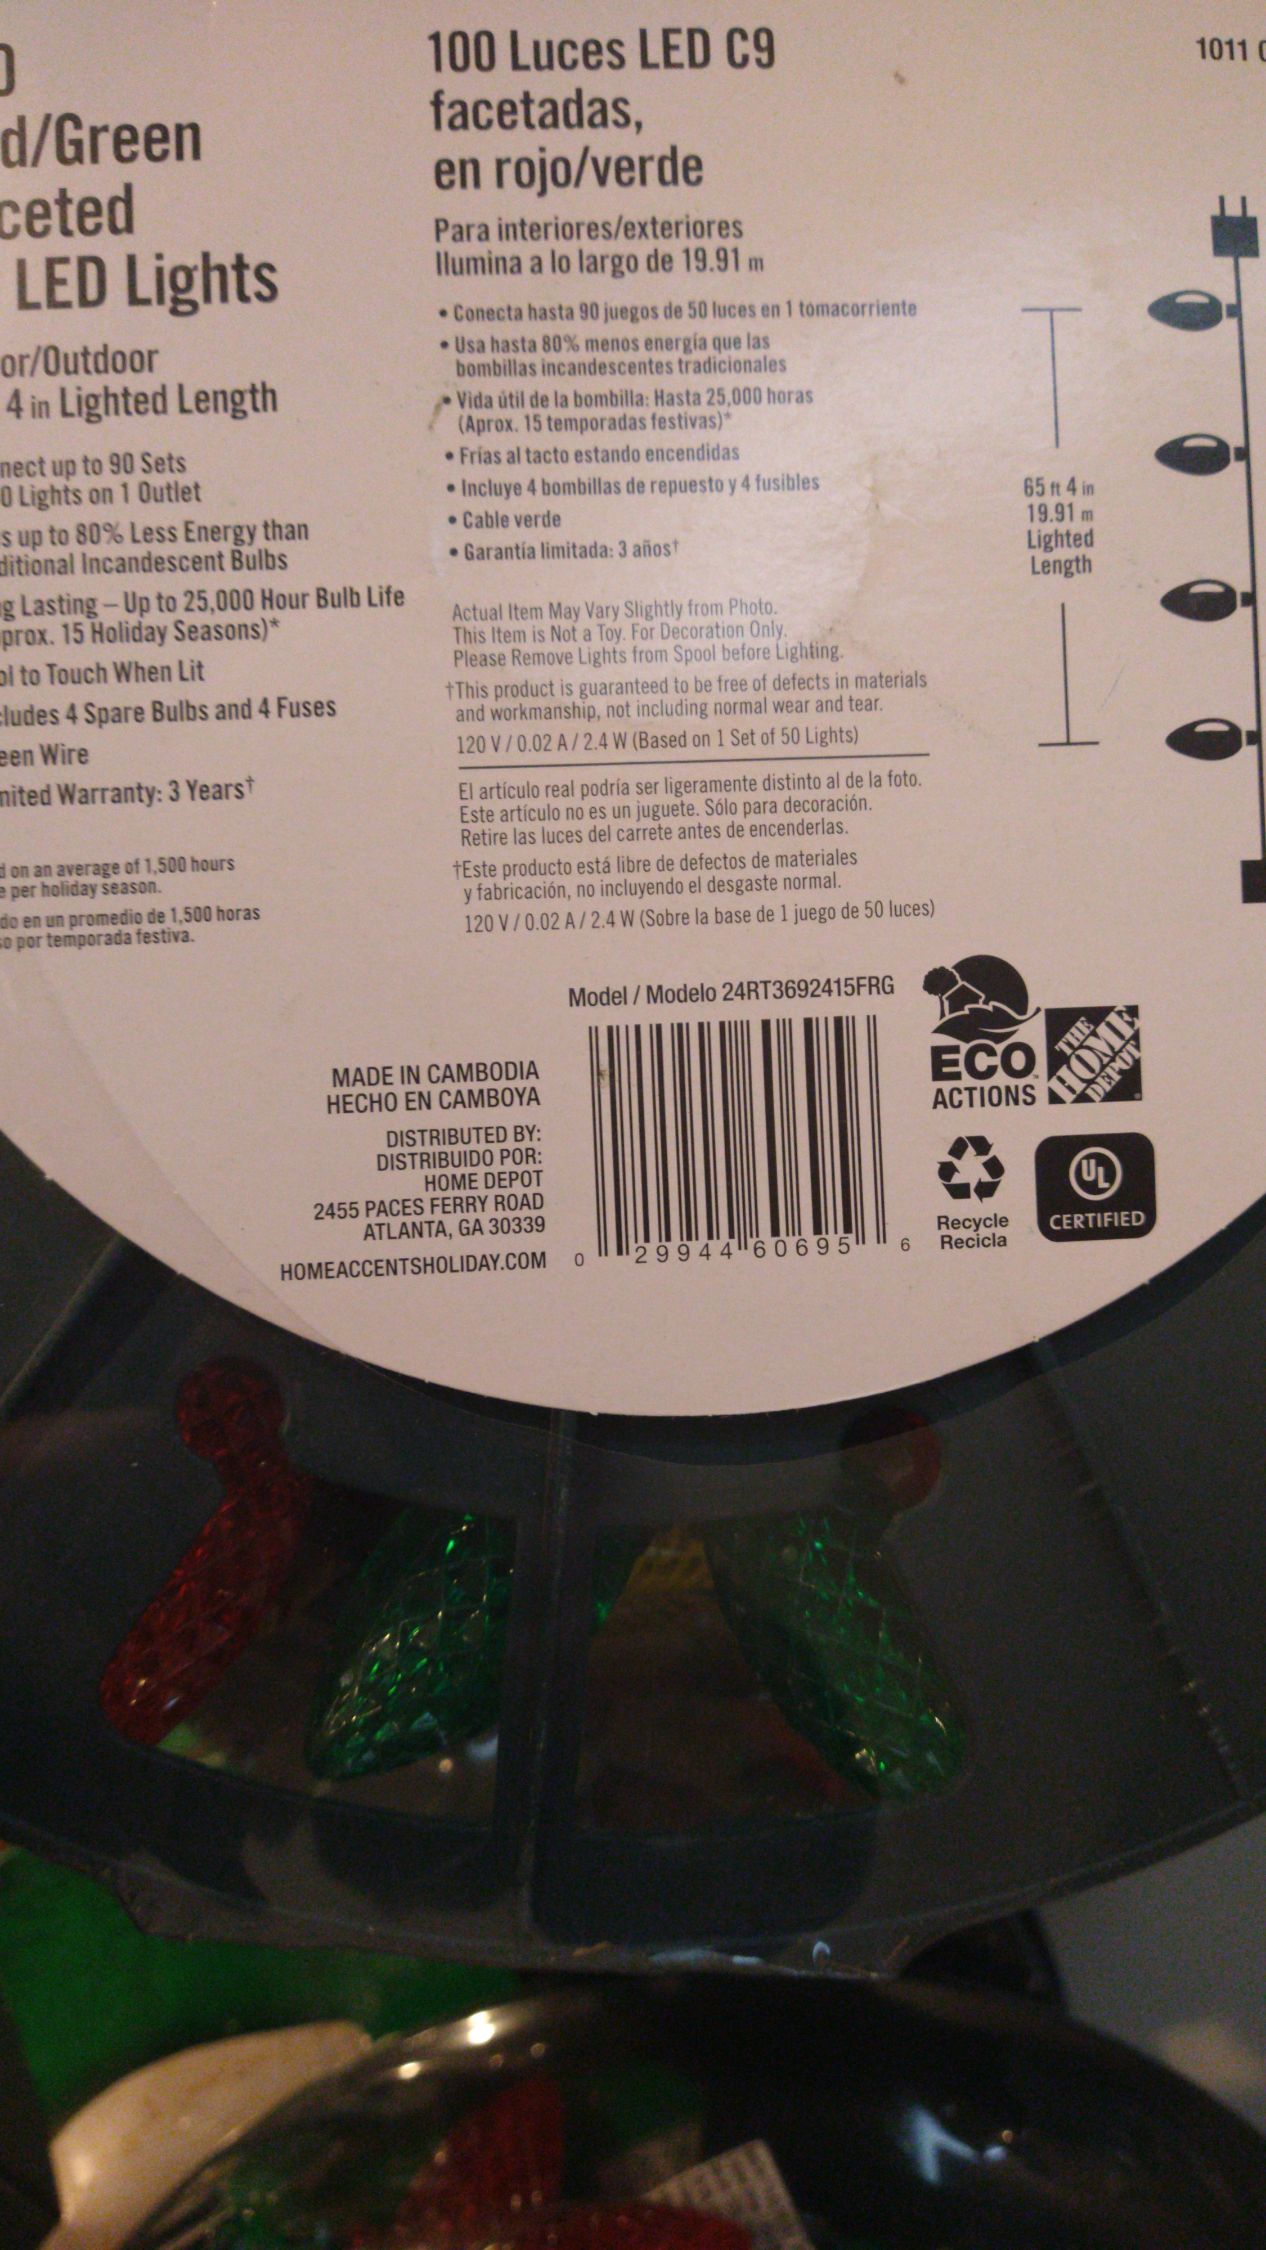 d/Green
ceted
LED Lights
or/Outdoor
4 in Lighted Length
nect up to 90 Sets
0 Lights on 1 Outlet
s up to 80% Less Energy than
ditional Incandescent Bulbs
g Lasting – Up to 25,000 Hour Bulb Life
prox. 15 Holiday Seasons)*
ol to Touch When Lit
cludes 4 Spare Bulbs and 4 Fuses
een Wire
mited Warranty: 3 Years†
d on an average of 1,500 hours
e per holiday season.
do en un promedio de 1,500 horas
so por temporada festiva.
100 Luces LED C9
facetadas,
en rojo/verde
Para interiores/exteriores
Ilumina a lo largo de 19.91 m
• Conecta hasta 90 juegos de 50 luces en 1 tomacorriente
• Usa hasta 80% menos energía que las
bombillas incandescentes tradicionales
• Vida útil de la bombilla: Hasta 25,000 horas
(Aprox. 15 temporadas festivas)*
• Frías al tacto estando encendidas
• Incluye 4 bombillas de repuesto y 4 fusibles
• Cable verde
• Garantía limitada: 3 años†
Actual Item May Vary Slightly from Photo.
This Item is Not a Toy. For Decoration Only.
Please Remove Lights from Spool before Lighting.
†This product is guaranteed to be free of defects in materials
and workmanship, not including normal wear and tear.
120 V / 0.02 A / 2.4 W (Based on 1 Set of 50 Lights)
El artículo real podría ser ligeramente distinto al de la foto.
Este artículo no es un juguete. Sólo para decoración.
Retire las luces del carrete antes de encenderlas.
†Este producto está libre de defectos de materiales
y fabricación, no incluyendo el desgaste normal.
120 V / 0.02 A / 2.4 W (Sobre la base de 1 juego de 50 luces)
1011
65 ft 4 in
19.91 m
Lighted
Length
Model / Modelo 24RT3692415FRG
MADE IN CAMBODIA
HECHO EN CAMBOYA
DISTRIBUTED BY:
DISTRIBUIDO POR:
HOME DEPOT
2455 PACES FERRY ROAD
ATLANTA, GA 30339
HOMEACCENTSHOLIDAY.COM
0 29944 60695 6
ECO
ACTIONS
THE
HOME
DEPOT
Recycle
Recicla
UL
CERTIFIED